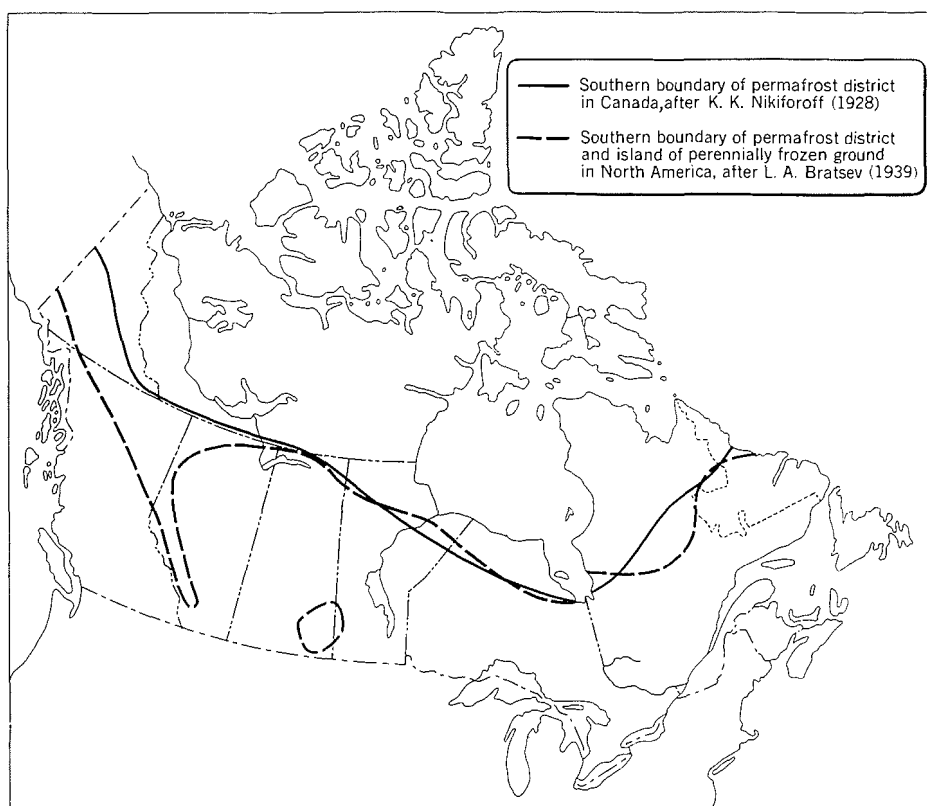 Southern boundary of permafrost district
in Canada, after K. K. Nikiforoff (1928)
Southern boundary of permafrost district
and island of perennially frozen ground
in North America, after L. A. Bratsev (1939)